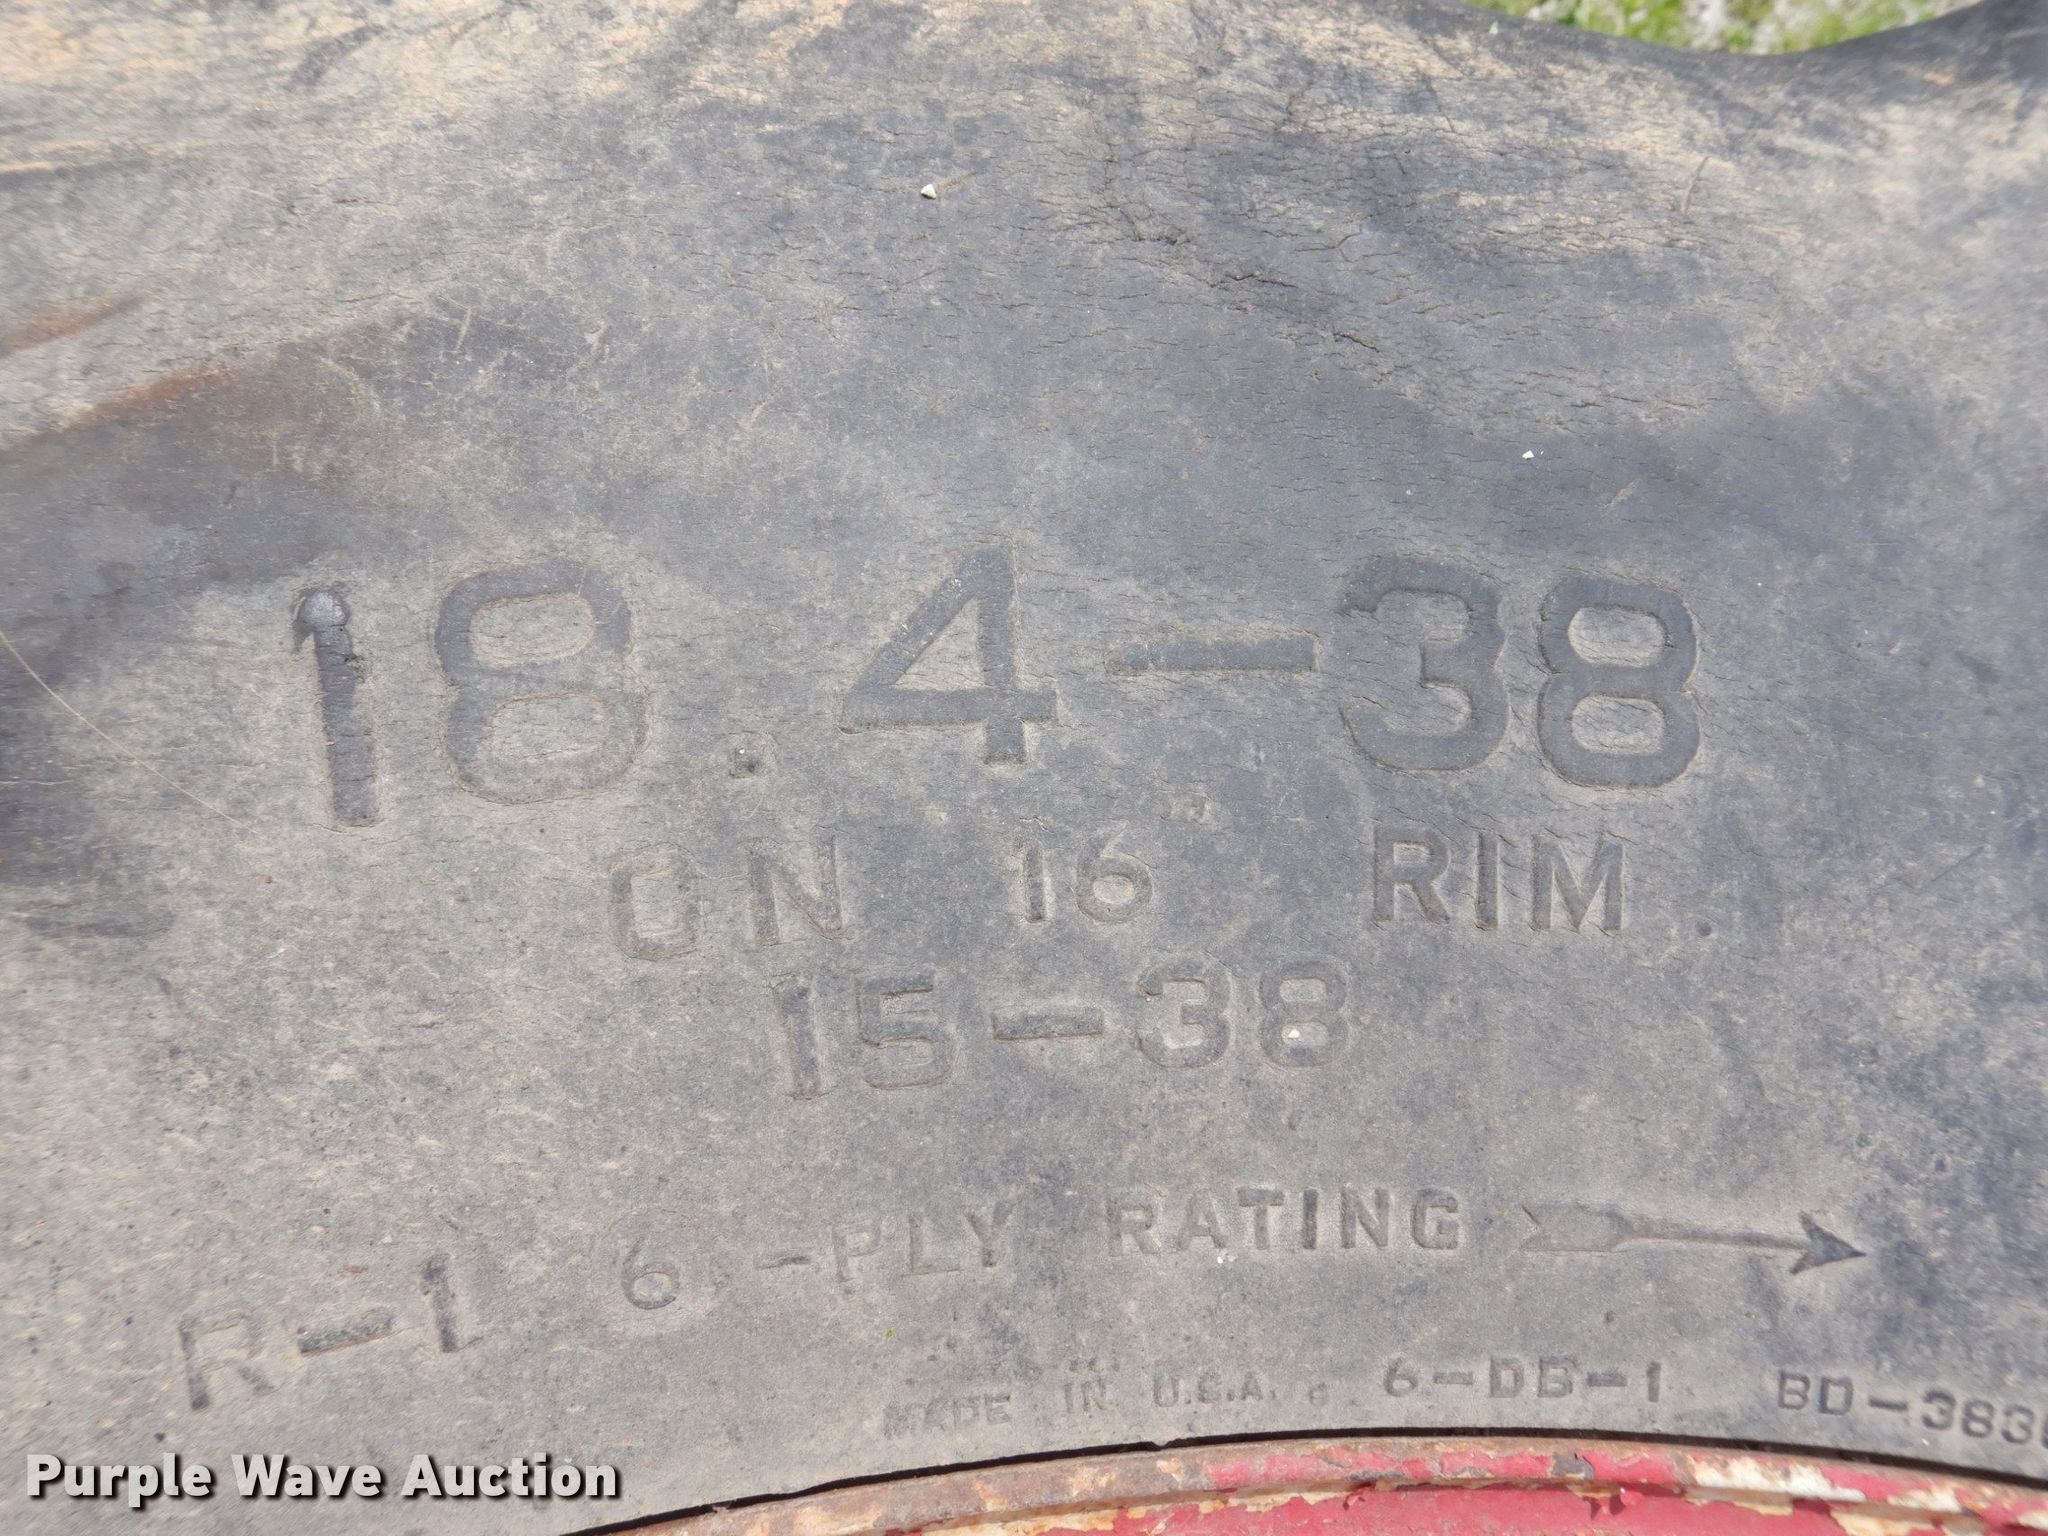 18.4-38
ON 16" RIM.
15-38
R-1 6-PLY RATING
MADE IN U.S.A. 6-DB-1
Purple Wave Auction